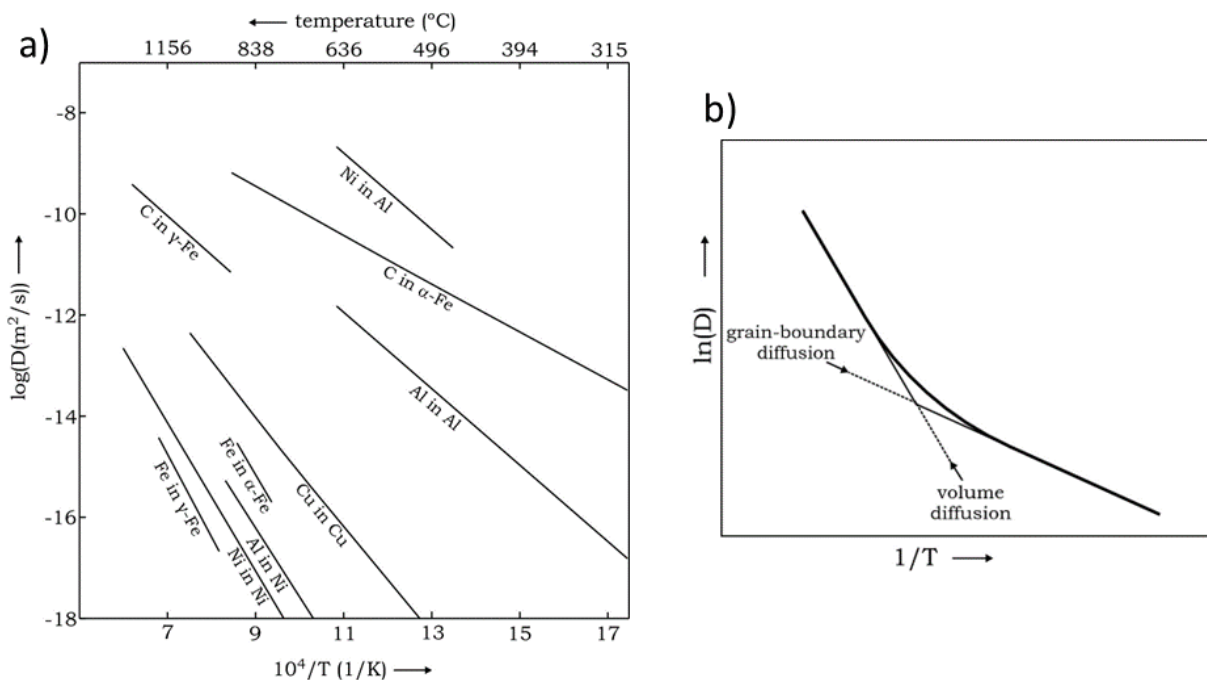 a)
← temperature (°C)
1156 838 636 496 394 315
-8
-10
-12
-14
-16
-18
log(D(m²/s)) →
Ni in Al
C in γ-Fe
C in α-Fe
Al in Al
Fe in γ-Fe
Fe in α-Fe
Cu in Cu
Ni in Ni
Al in Ni
7 9 11 13 15 17
10⁴/T (1/K) →
b)
ln(D) →
grain-boundary
diffusion
volume
diffusion
1/T →